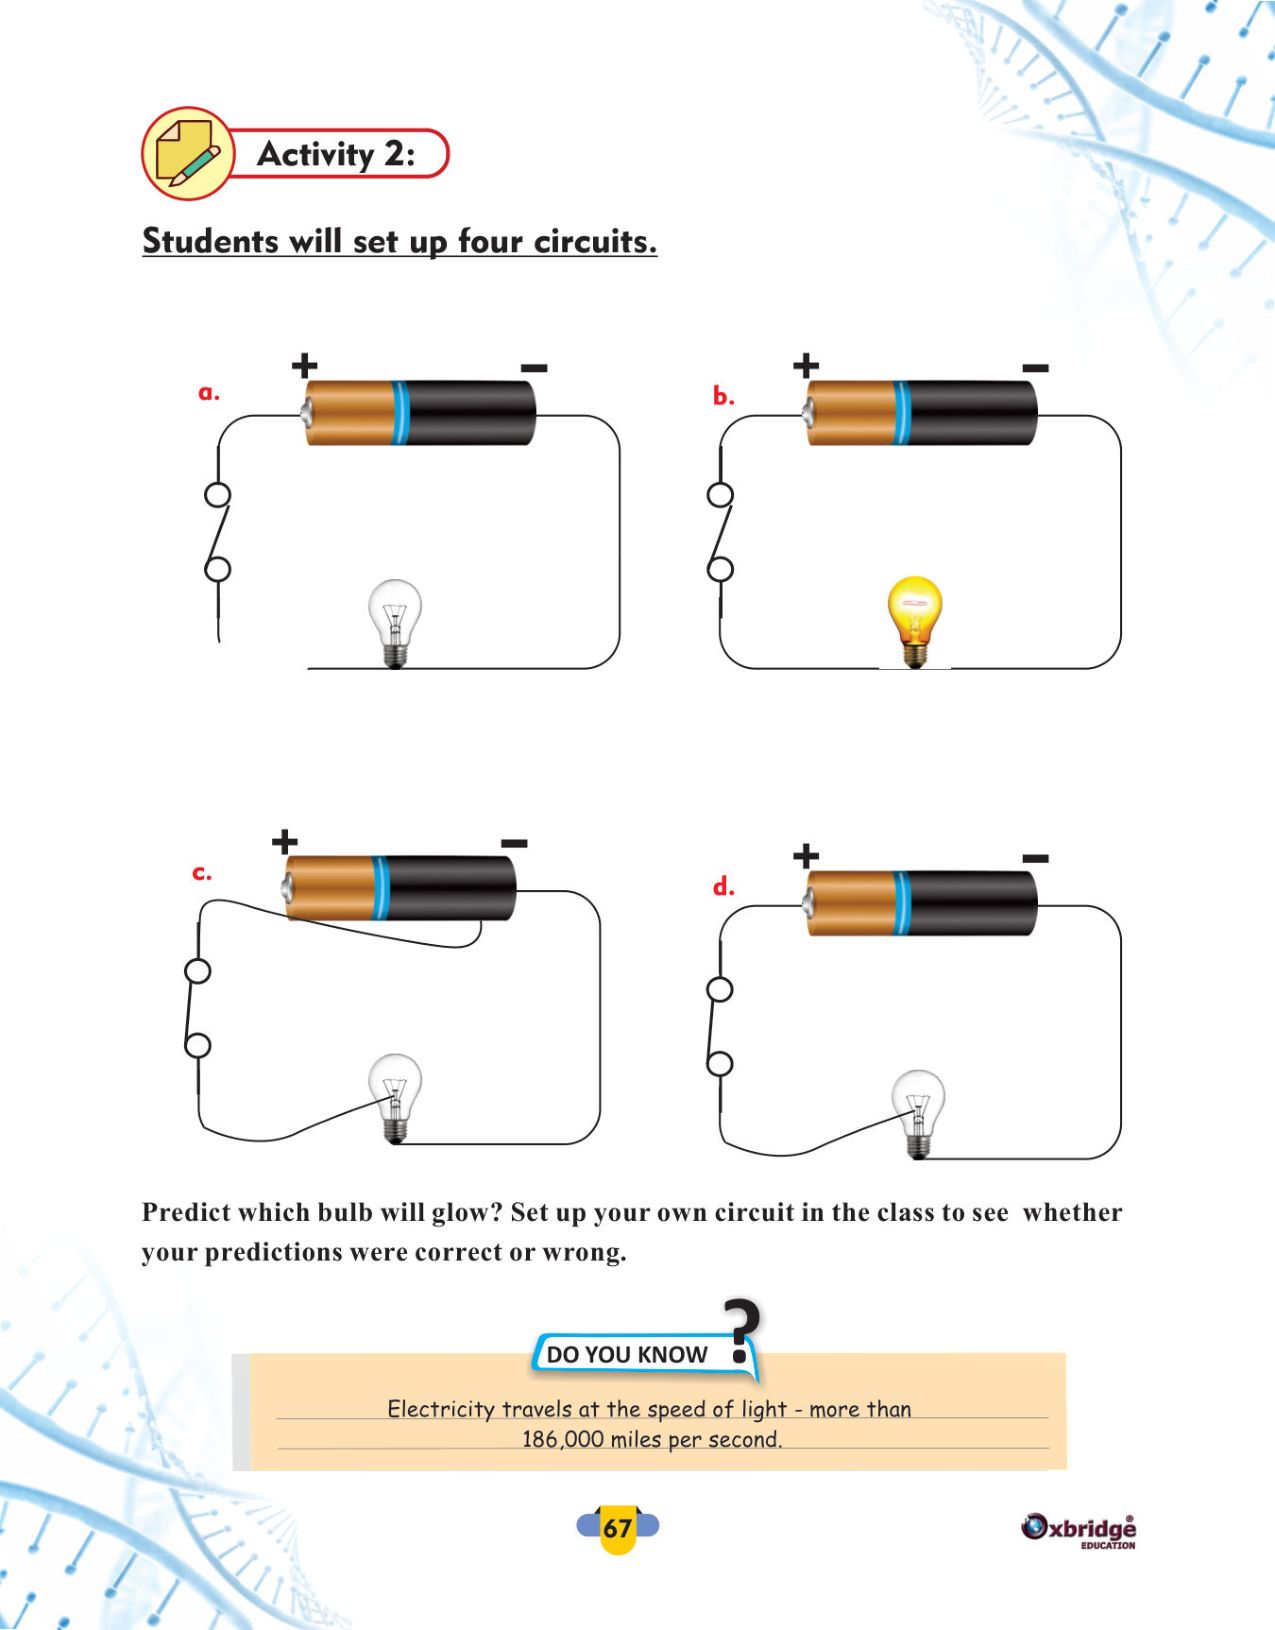 Activity 2:
Students will set up four circuits.
+ –
a.
+ –
b.
+ –
c.
+ –
d.
Predict which bulb will glow? Set up your own circuit in the class to see whether
your predictions were correct or wrong.
DO YOU KNOW ?
Electricity travels at the speed of light - more than
186,000 miles per second.
67
Oxbridge®
EDUCATION